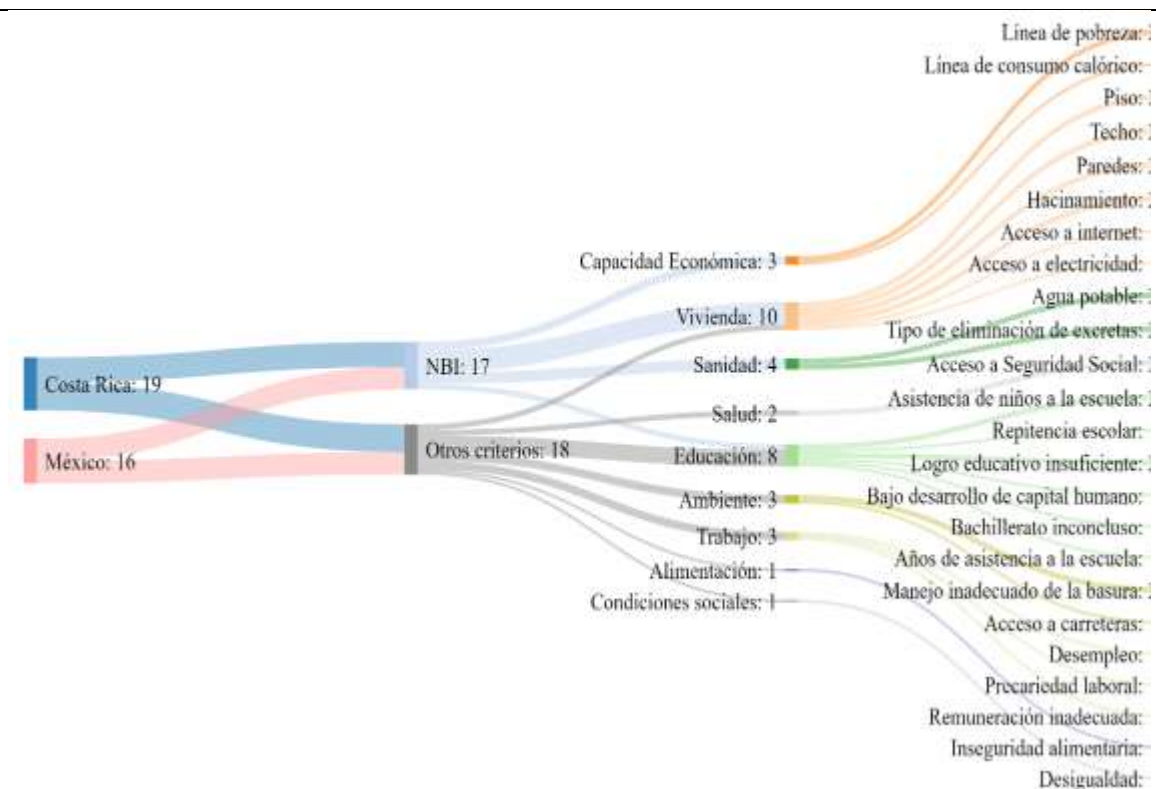 Costa Rica: 19
México: 16
NBI: 17
Otros criterios: 18
Capacidad Económica: 3
Vivienda: 10
Sanidad: 4
Salud: 2
Educación: 8
Ambiente: 3
Trabajo: 3
Alimentación: 1
Condiciones sociales: 1
Línea de pobreza:
Línea de consumo calórico:
Piso:
Techo:
Paredes:
Hacinamiento:
Acceso a internet:
Acceso a electricidad:
Agua potable:
Tipo de eliminación de excretas:
Acceso a Seguridad Social:
Asistencia de niños a la escuela:
Repitencia escolar:
Logro educativo insuficiente:
Bajo desarrollo de capital humano:
Bachillerato inconcluso:
Años de asistencia a la escuela:
Manejo inadecuado de la basura:
Acceso a carreteras:
Desempleo:
Precariedad laboral:
Remuneración inadecuada:
Inseguridad alimentaria:
Desigualdad: